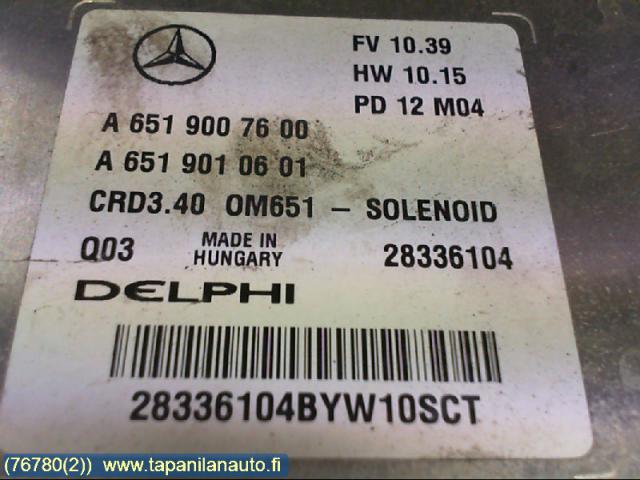 FV 10.39
HW 10.15
PD 12 M04
A 651 900 76 00
A 651 901 06 01
CRD3.40 OM651 - SOLENOID
Q03 MADE IN HUNGARY 28336104
DELPHI
28336104BYW10SCT
(76780(2)) www.tapanilanauto.fi